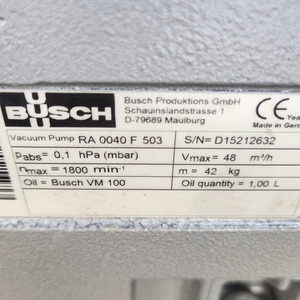 BUSCH
Busch Produktions GmbH
Schauinslandstrasse 1
D-79689 Maulburg
CE
Year
Made in Germ
Vacuum Pump RA 0040 F 503 S/N= D15212632
Pabs= 0,1 hPa (mbar) Vmax= 48 m³/h
nmax= 1800 min⁻¹ m= 42 kg
Oil= Busch VM 100 Oil quantity= 1,00 L